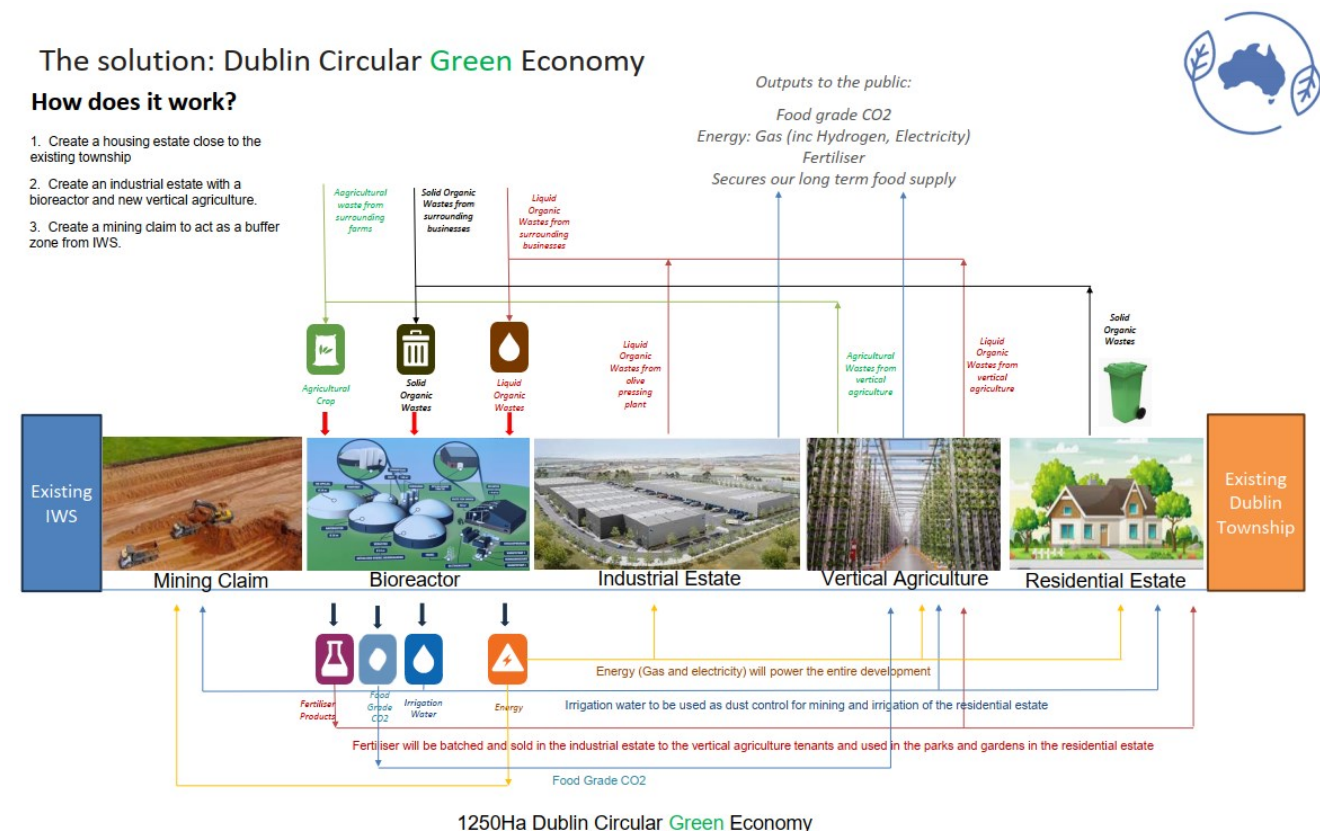 The solution: Dublin Circular Green Economy
How does it work?
1. Create a housing estate close to the
existing township
2. Create an industrial estate with a
bioreactor and new vertical agriculture.
3. Create a mining claim to act as a buffer
zone from IWS.
Outputs to the public:
Food grade CO2
Energy: Gas (inc Hydrogen, Electricity)
Fertiliser
Secures our long term food supply
Aagricultural
waste from
surrounding
farms
Solid Organic
Wastes from
surrounding
businesses
Liquid
Organic
Wastes from
surrounding
businesses
Agricultural
Crop
Solid
Organic
Wastes
Liquid
Organic
Wastes
Liquid
Organic
Wastes from
olive
pressing
plant
Agricultural
Wastes from
vertical
agriculture
Liquid
Organic
Wastes from
vertical
agriculture
Solid
Organic
Wastes
Existing
IWS
Mining Claim
Bioreactor
Industrial Estate
Vertical Agriculture
Residential Estate
Existing
Dublin
Township
Fertiliser
Products
Food
Grade
CO2
Irrigation
Water
Energy
Energy (Gas and electricity) will power the entire development
Irrigation water to be used as dust control for mining and irrigation of the residential estate
Fertiliser will be batched and sold in the industrial estate to the vertical agriculture tenants and used in the parks and gardens in the residential estate
Food Grade CO2
1250Ha Dublin Circular Green Economy